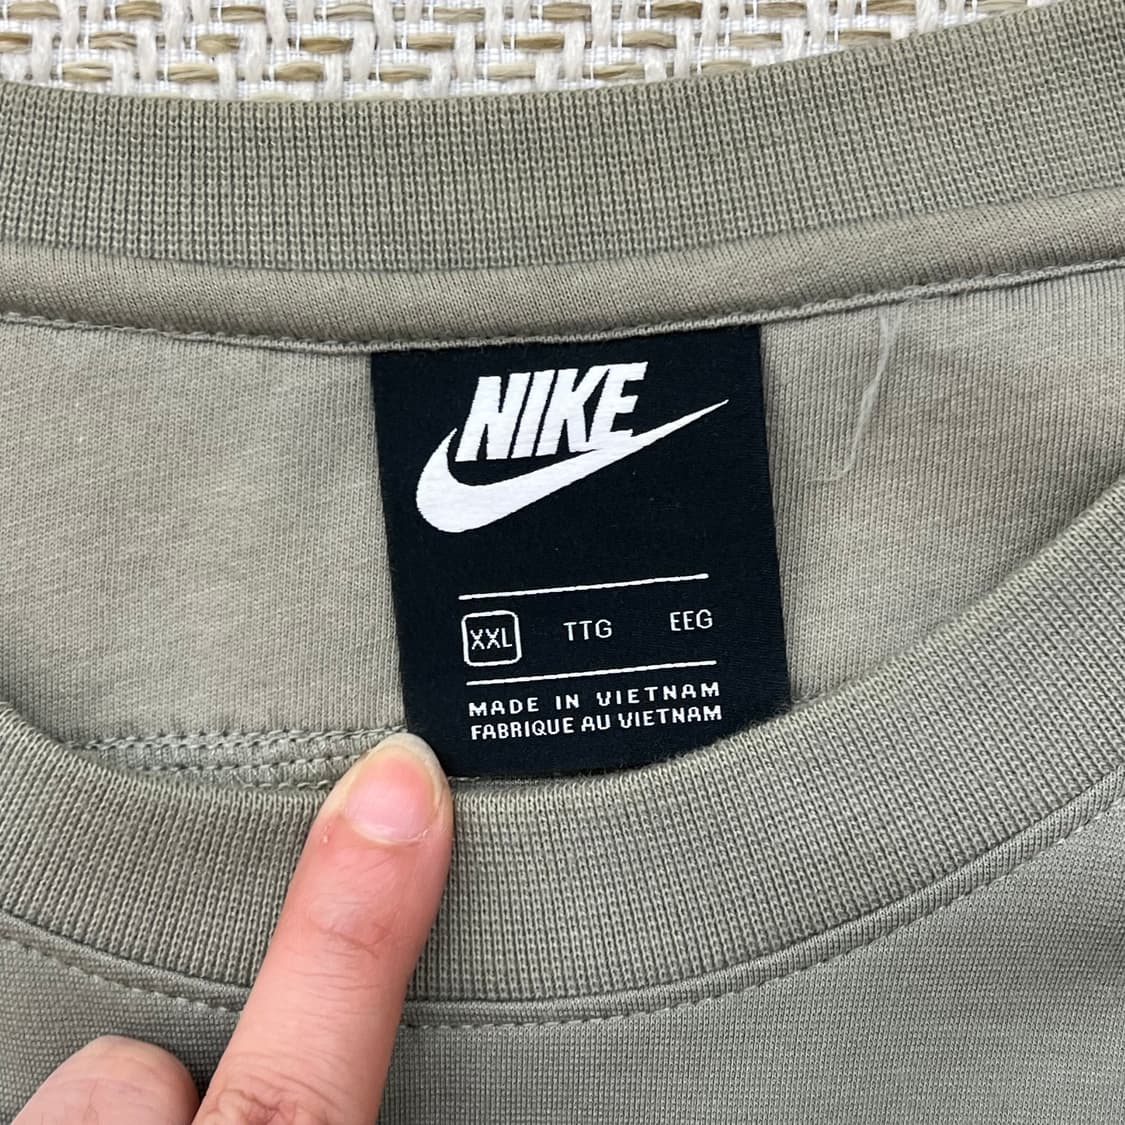 NIKE
XXL TTG EEG
MADE IN VIETNAM
FABRIQUE AU VIETNAM